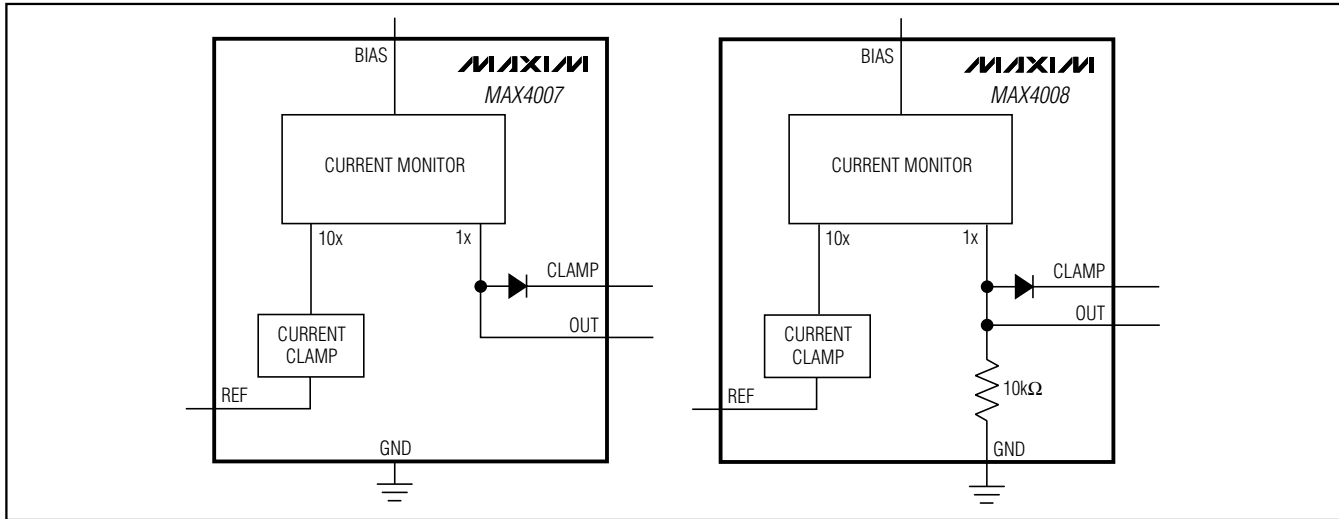 BIAS
MAXIM
MAX4007
CURRENT MONITOR
10x
1x
CLAMP
OUT
CURRENT
CLAMP
REF
GND
BIAS
MAXIM
MAX4008
CURRENT MONITOR
10x
1x
CLAMP
OUT
CURRENT
CLAMP
10kΩ
REF
GND